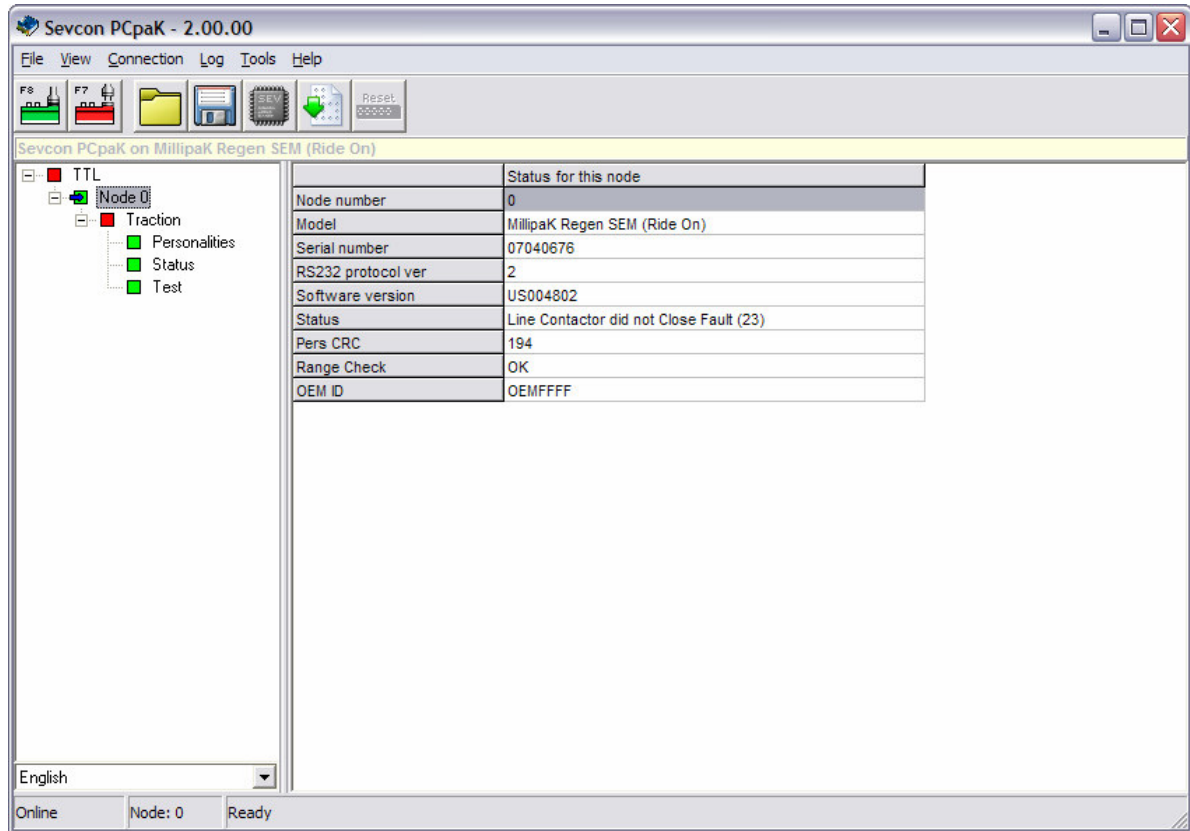 Sevcon PCpaK - 2.00.00
File View Connection Log Tools Help
F8 F7 SEV Reset
Sevcon PCpaK on MillipaK Regen SEM (Ride On)
TTL
Node 0
Traction
Personalities
Status
Test
Status for this node
Node number 0
Model MillipaK Regen SEM (Ride On)
Serial number 07040676
RS232 protocol ver 2
Software version US004802
Status Line Contactor did not Close Fault (23)
Pers CRC 194
Range Check OK
OEM ID OEMFFFF
English
Online Node: 0 Ready